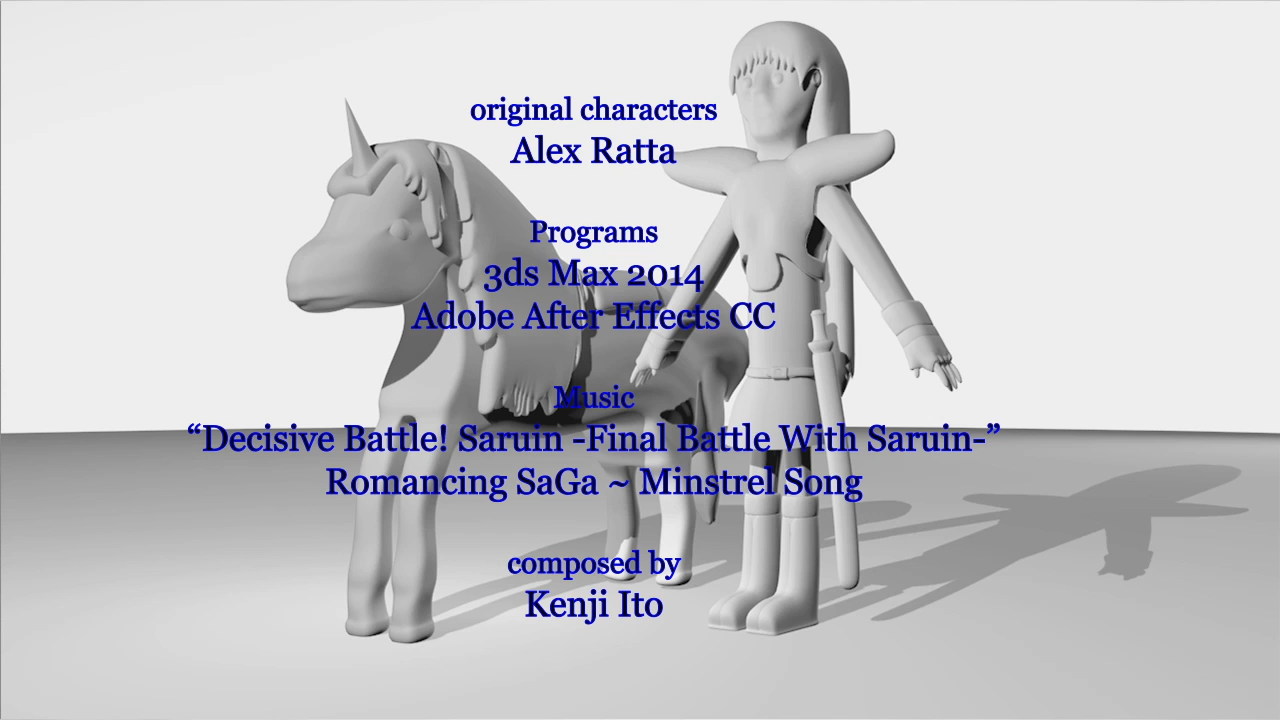 original characters
Alex Ratta
Programs
3ds Max 2014
Adobe After Effects CC
Music
“Decisive Battle! Saruin -Final Battle With Saruin-”
Romancing SaGa ~ Minstrel Song
composed by
Kenji Ito